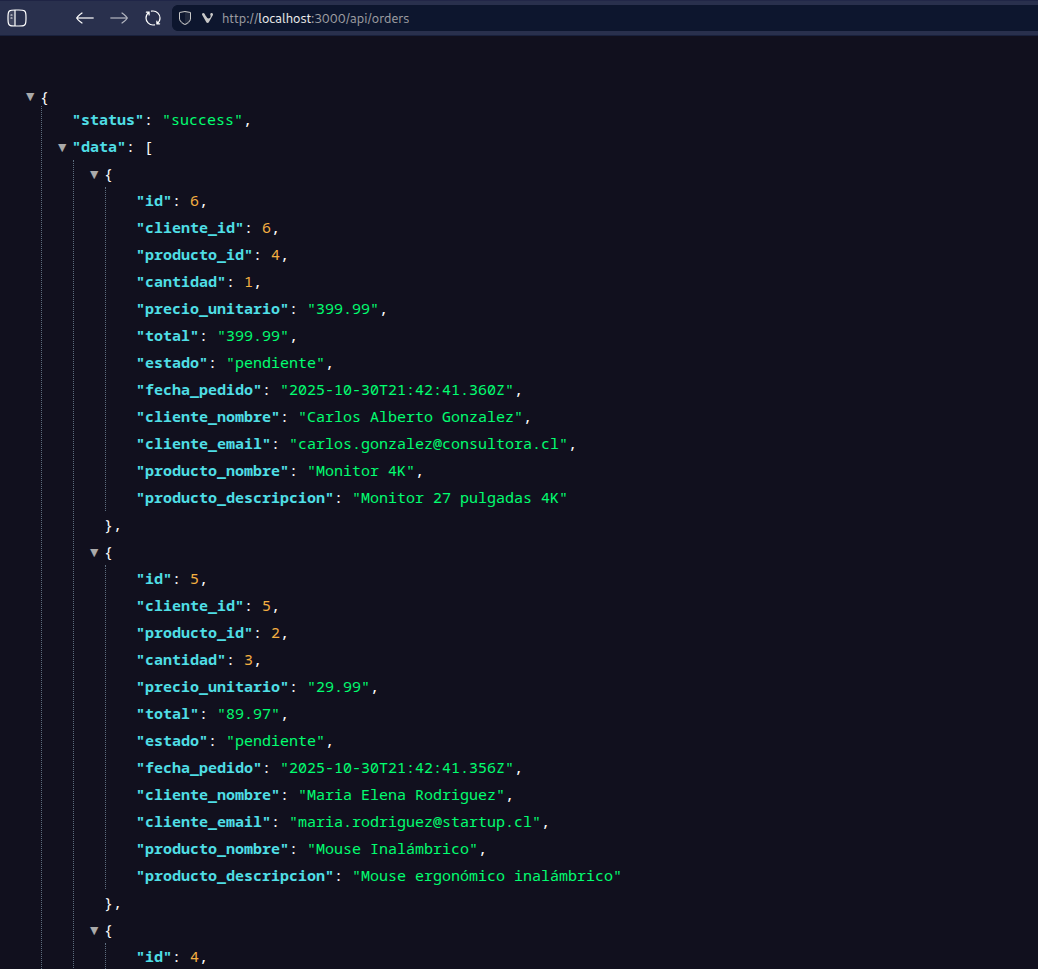 http://localhost:3000/api/orders
{
"status": "success",
"data": [
{
"id": 6,
"cliente_id": 6,
"producto_id": 4,
"cantidad": 1,
"precio_unitario": "399.99",
"total": "399.99",
"estado": "pendiente",
"fecha_pedido": "2025-10-30T21:42:41.360Z",
"cliente_nombre": "Carlos Alberto Gonzalez",
"cliente_email": "carlos.gonzalez@consultora.cl",
"producto_nombre": "Monitor 4K",
"producto_descripcion": "Monitor 27 pulgadas 4K"
},
{
"id": 5,
"cliente_id": 5,
"producto_id": 2,
"cantidad": 3,
"precio_unitario": "29.99",
"total": "89.97",
"estado": "pendiente",
"fecha_pedido": "2025-10-30T21:42:41.356Z",
"cliente_nombre": "Maria Elena Rodriguez",
"cliente_email": "maria.rodriguez@startup.cl",
"producto_nombre": "Mouse Inalámbrico",
"producto_descripcion": "Mouse ergonómico inalámbrico"
},
{
"id": 4,